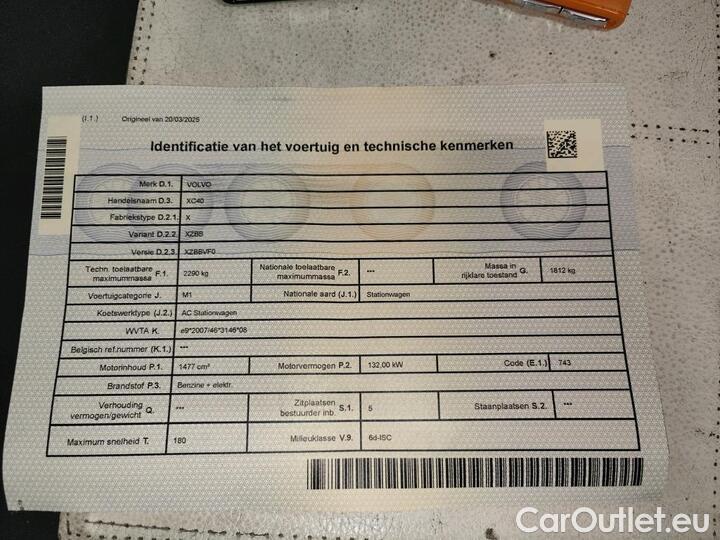 (I.1.) Origineel van 20/03/2025
Identificatie van het voertuig en technische kenmerken
Merk D.1. VOLVO
Handelsnaam D.3. XC40
Fabriekstype D.2.1. X
Variant D.2.2. XZBB
Versie D.2.3. XZBBVF0
Techn. toelaatbare maximummassa F.1. 2290 kg Nationale toelaatbare maximummassa F.2. *** Massa in rijklare toestand G. 1812 kg
Voertuigcategorie J. M1 Nationale aard (J.1.) Stationwagen
Koetswerktype (J.2.) AC Stationwagen
WVTA K. e9*2007/46*3146*08
Belgisch ref.nummer (K.1.) ***
Motorinhoud P.1. 1477 cm³ Motorvermogen P.2. 132,00 kW Code (E.1.) 743
Brandstof P.3. Benzine + elektr.
Verhouding vermogen/gewicht Q. *** Zitplaatsen bestuurder inb. S.1. 5 Staanplaatsen S.2. ***
Maximum snelheid T. 180 Milieuklasse V.9. 6d-ISC
CarOutlet.eu